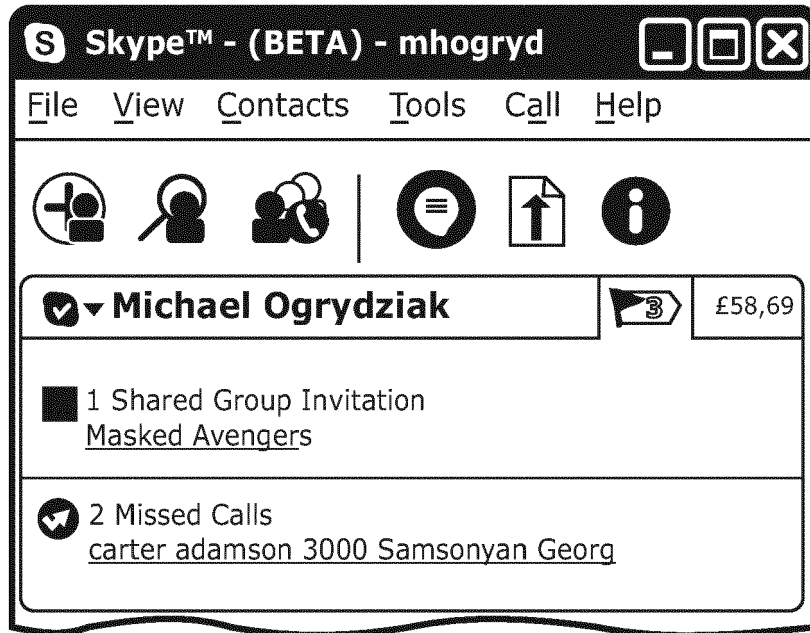 S Skype™ - (BETA) - mhogryd
File View Contacts Tools Call Help
Michael Ogrydziak 3 £58,69
1 Shared Group Invitation
Masked Avengers
2 Missed Calls
carter adamson 3000 Samsonyan Georg